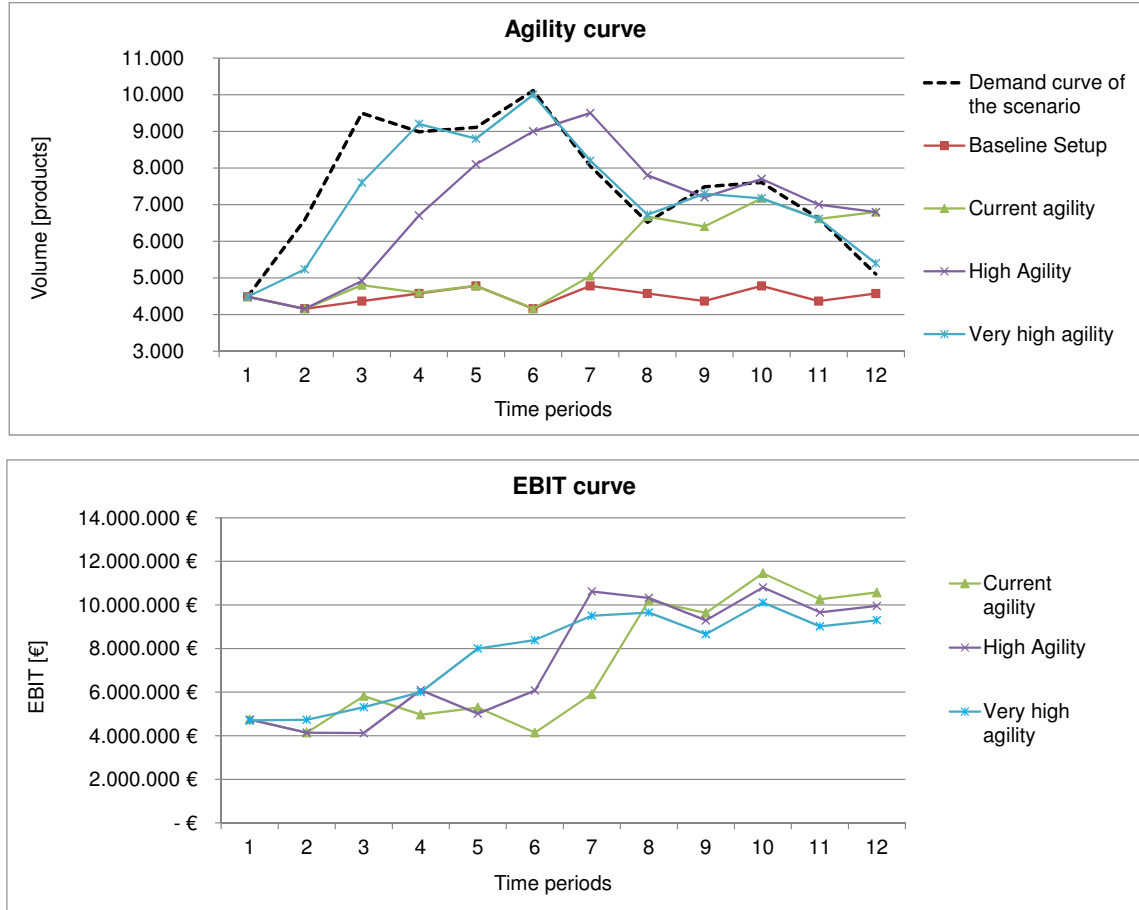 Agility curve
11.000
10.000
9.000
8.000
7.000
6.000
5.000
4.000
3.000
Volume [products]
1 2 3 4 5 6 7 8 9 10 11 12
Time periods
Demand curve of
the scenario
Baseline Setup
Current agility
High Agility
Very high agility
EBIT curve
14.000.000 €
12.000.000 €
10.000.000 €
8.000.000 €
6.000.000 €
4.000.000 €
2.000.000 €
- €
EBIT [€]
1 2 3 4 5 6 7 8 9 10 11 12
Time periods
Current
agility
High Agility
Very high
agility